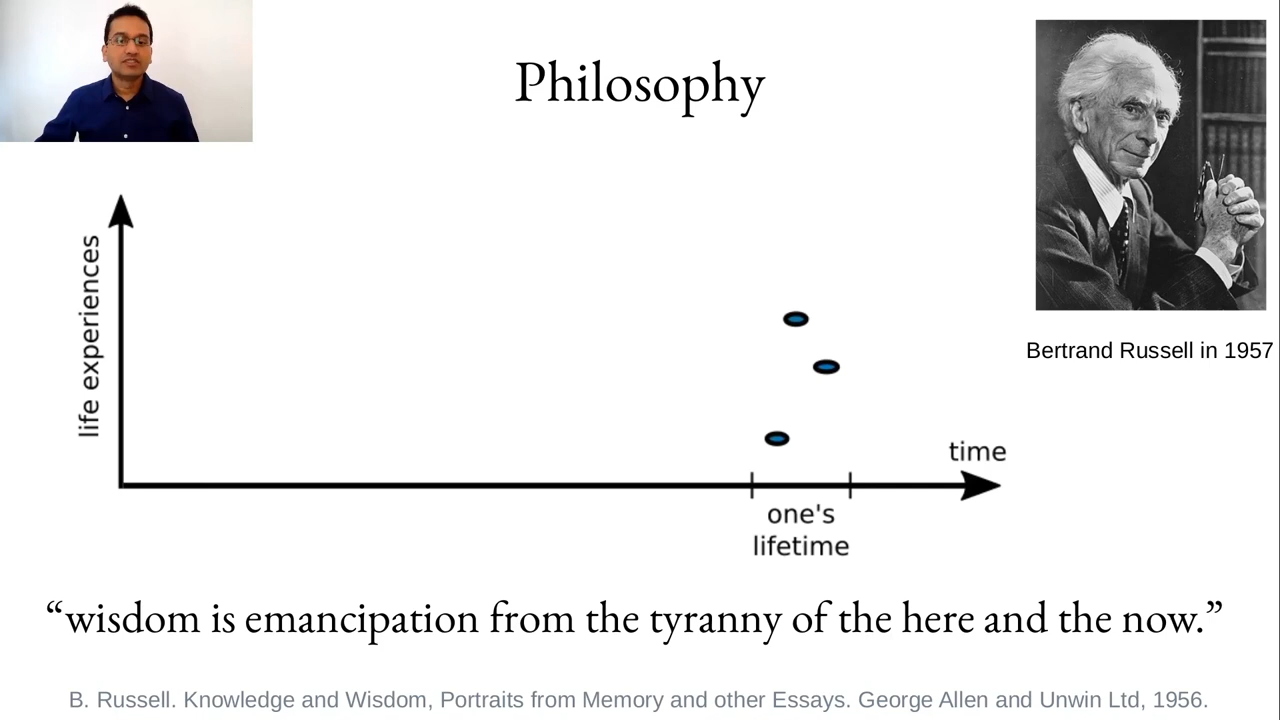 Philosophy
Bertrand Russell in 1957
life experiences
time
one's
lifetime
“wisdom is emancipation from the tyranny of the here and the now.”
B. Russell. Knowledge and Wisdom, Portraits from Memory and other Essays. George Allen and Unwin Ltd, 1956.